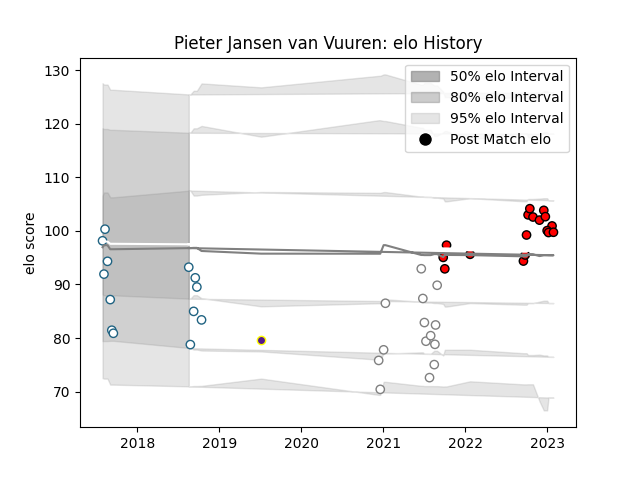 Pieter Jansen van Vuuren: elo History
130
120
110
100
90
80
70
elo score
50% elo Interval
80% elo Interval
95% elo Interval
Post Match elo
2018
2019
2020
2021
2022
2023